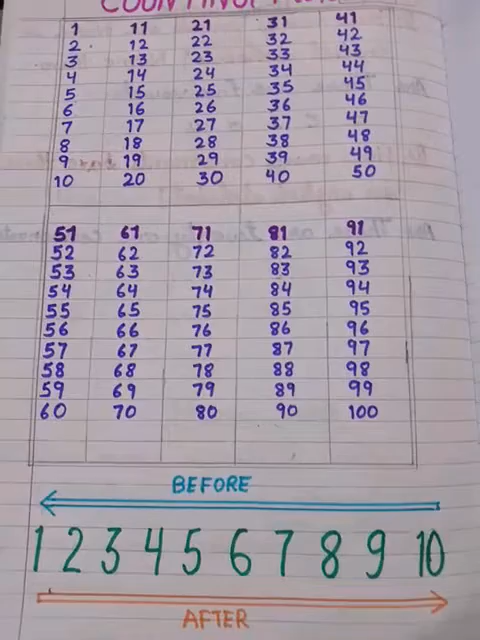 COUNTING
1 11 21 31 41
2 12 22 32 42
3 13 23 33 43
4 14 24 34 44
5 15 25 35 45
6 16 26 36 46
7 17 27 37 47
8 18 28 38 48
9 19 29 39 49
10 20 30 40 50
51 61 71 81 91
52 62 72 82 92
53 63 73 83 93
54 64 74 84 94
55 65 75 85 95
56 66 76 86 96
57 67 77 87 97
58 68 78 88 98
59 69 79 89 99
60 70 80 90 100
BEFORE
1 2 3 4 5 6 7 8 9 10
AFTER